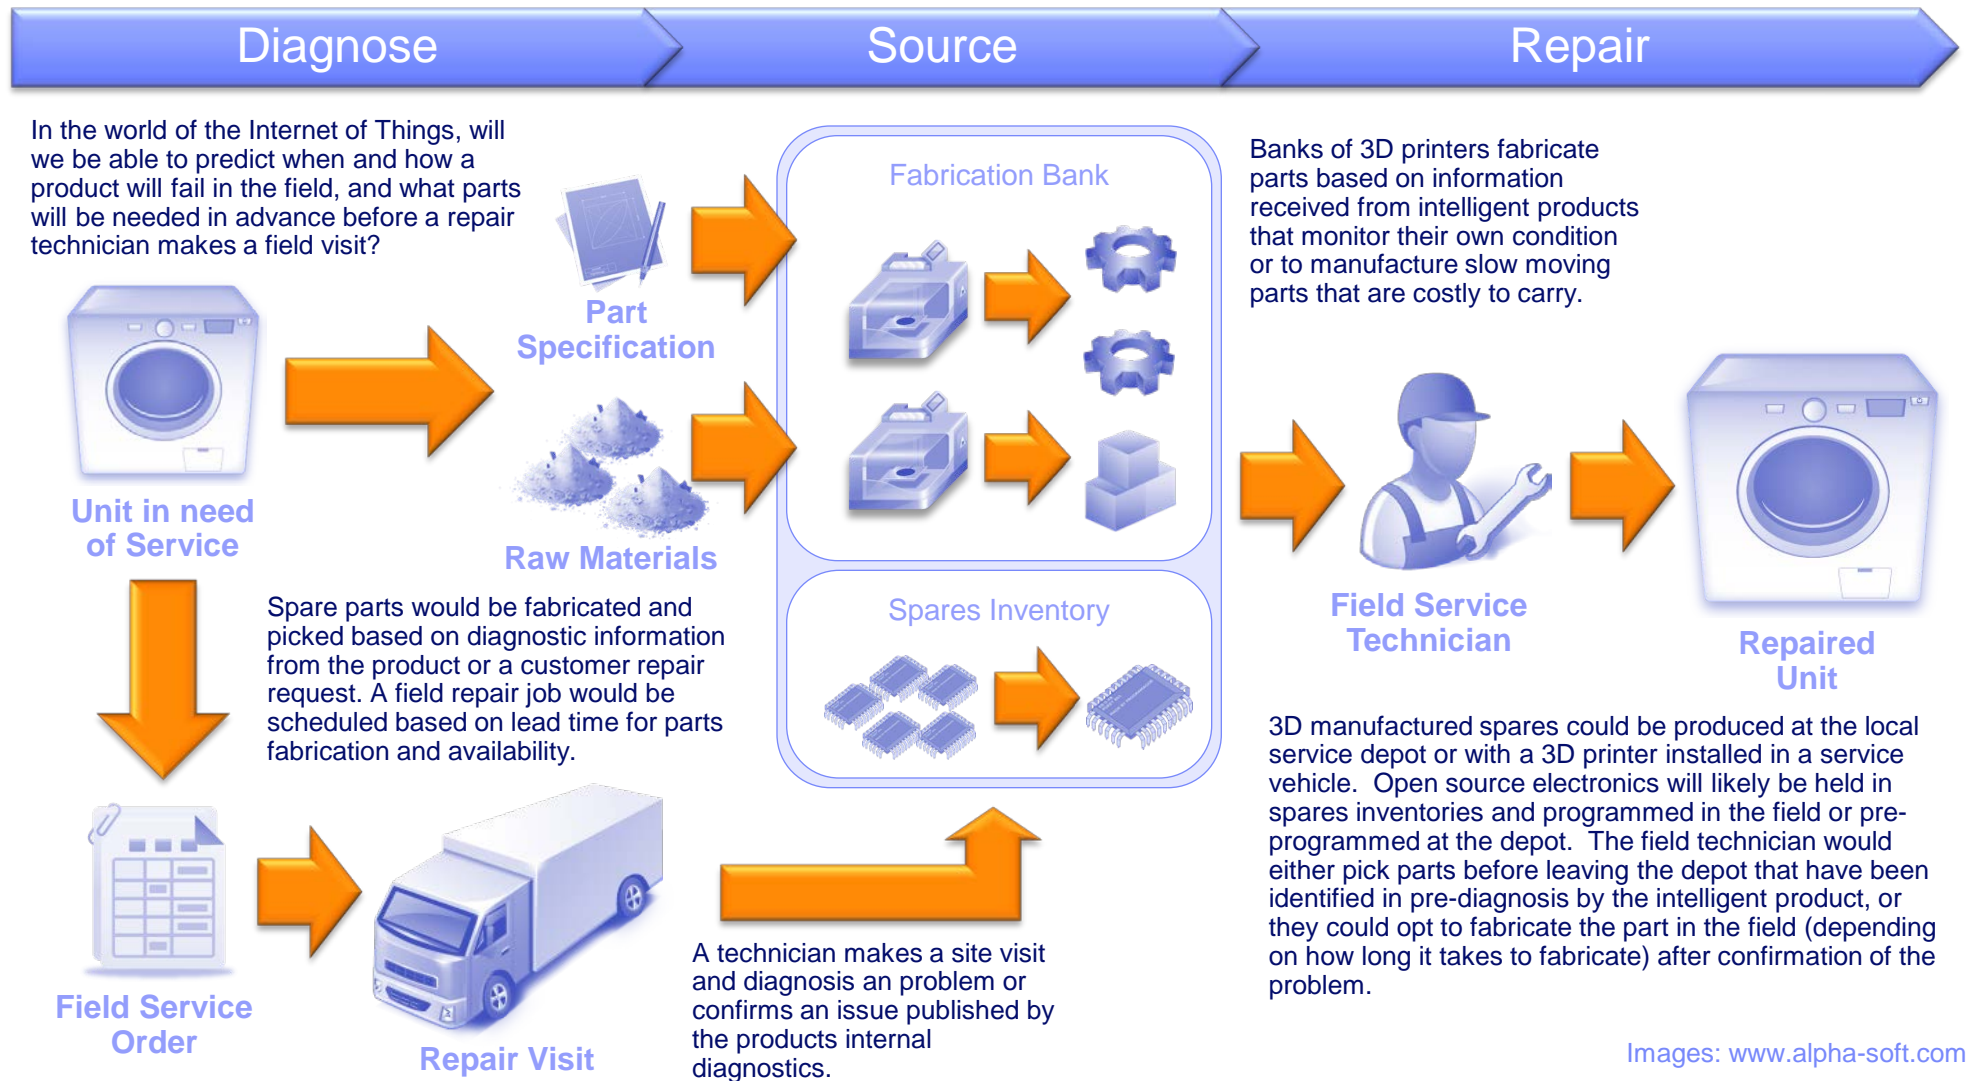 Diagnose
Source
Repair
In the world of the Internet of Things, will
we be able to predict when and how a
product will fail in the field, and what parts
will be needed in advance before a repair
technician makes a field visit?
Unit in need
of Service
Part
Specification
Raw Materials
Fabrication Bank
Spares Inventory
Banks of 3D printers fabricate
parts based on information
received from intelligent products
that monitor their own condition
or to manufacture slow moving
parts that are costly to carry.
Field Service
Technician
Repaired
Unit
Spare parts would be fabricated and
picked based on diagnostic information
from the product or a customer repair
request. A field repair job would be
scheduled based on lead time for parts
fabrication and availability.
Field Service
Order
Repair Visit
A technician makes a site visit
and diagnosis an problem or
confirms an issue published by
the products internal
diagnostics.
3D manufactured spares could be produced at the local
service depot or with a 3D printer installed in a service
vehicle.  Open source electronics will likely be held in
spares inventories and programmed in the field or pre-
programmed at the depot.  The field technician would
either pick parts before leaving the depot that have been
identified in pre-diagnosis by the intelligent product, or
they could opt to fabricate the part in the field (depending
on how long it takes to fabricate) after confirmation of the
problem.
Images: www.alpha-soft.com